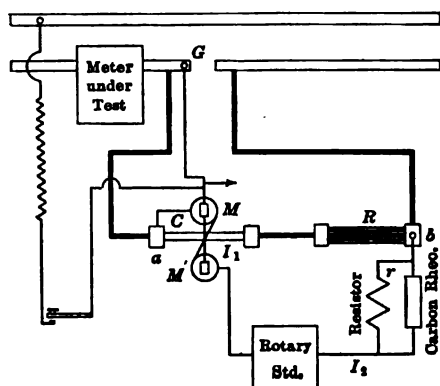 G
Meter
under
Test
M
C
R
b
a
I₁
M'
r
Resistor
Carbon Rheo.
Rotary
Std.
I₂